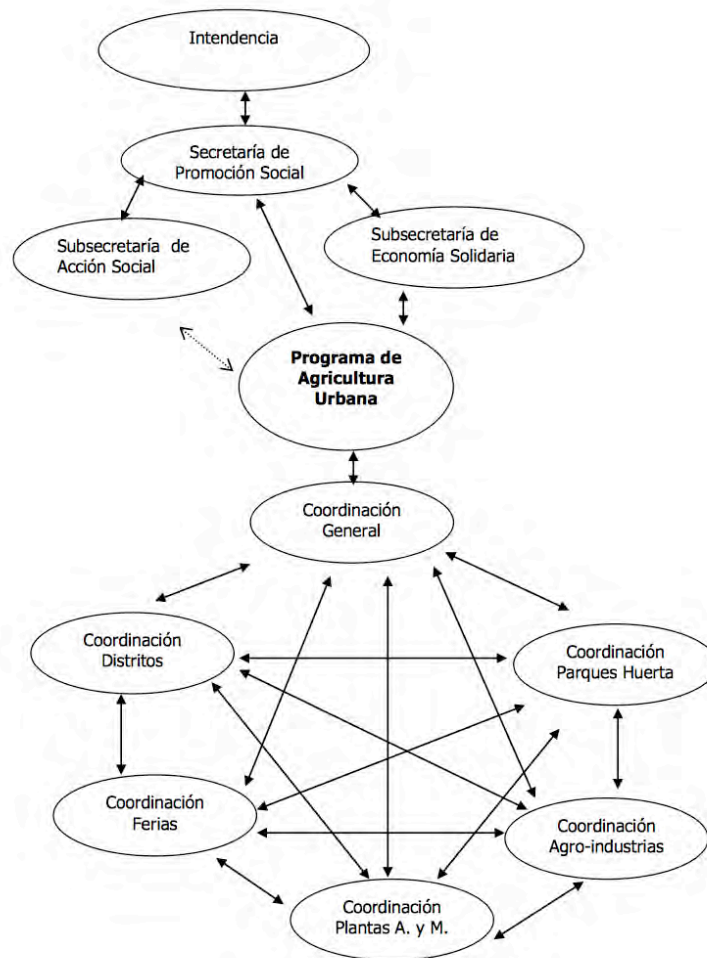 Intendencia
Secretaría de
Promoción Social
Subsecretaría de
Acción Social
Subsecretaría de
Economía Solidaria
Programa de
Agricultura
Urbana
Coordinación
General
Coordinación
Distritos
Coordinación
Parques Huerta
Coordinación
Ferias
Coordinación
Agro-industrias
Coordinación
Plantas A. y M.